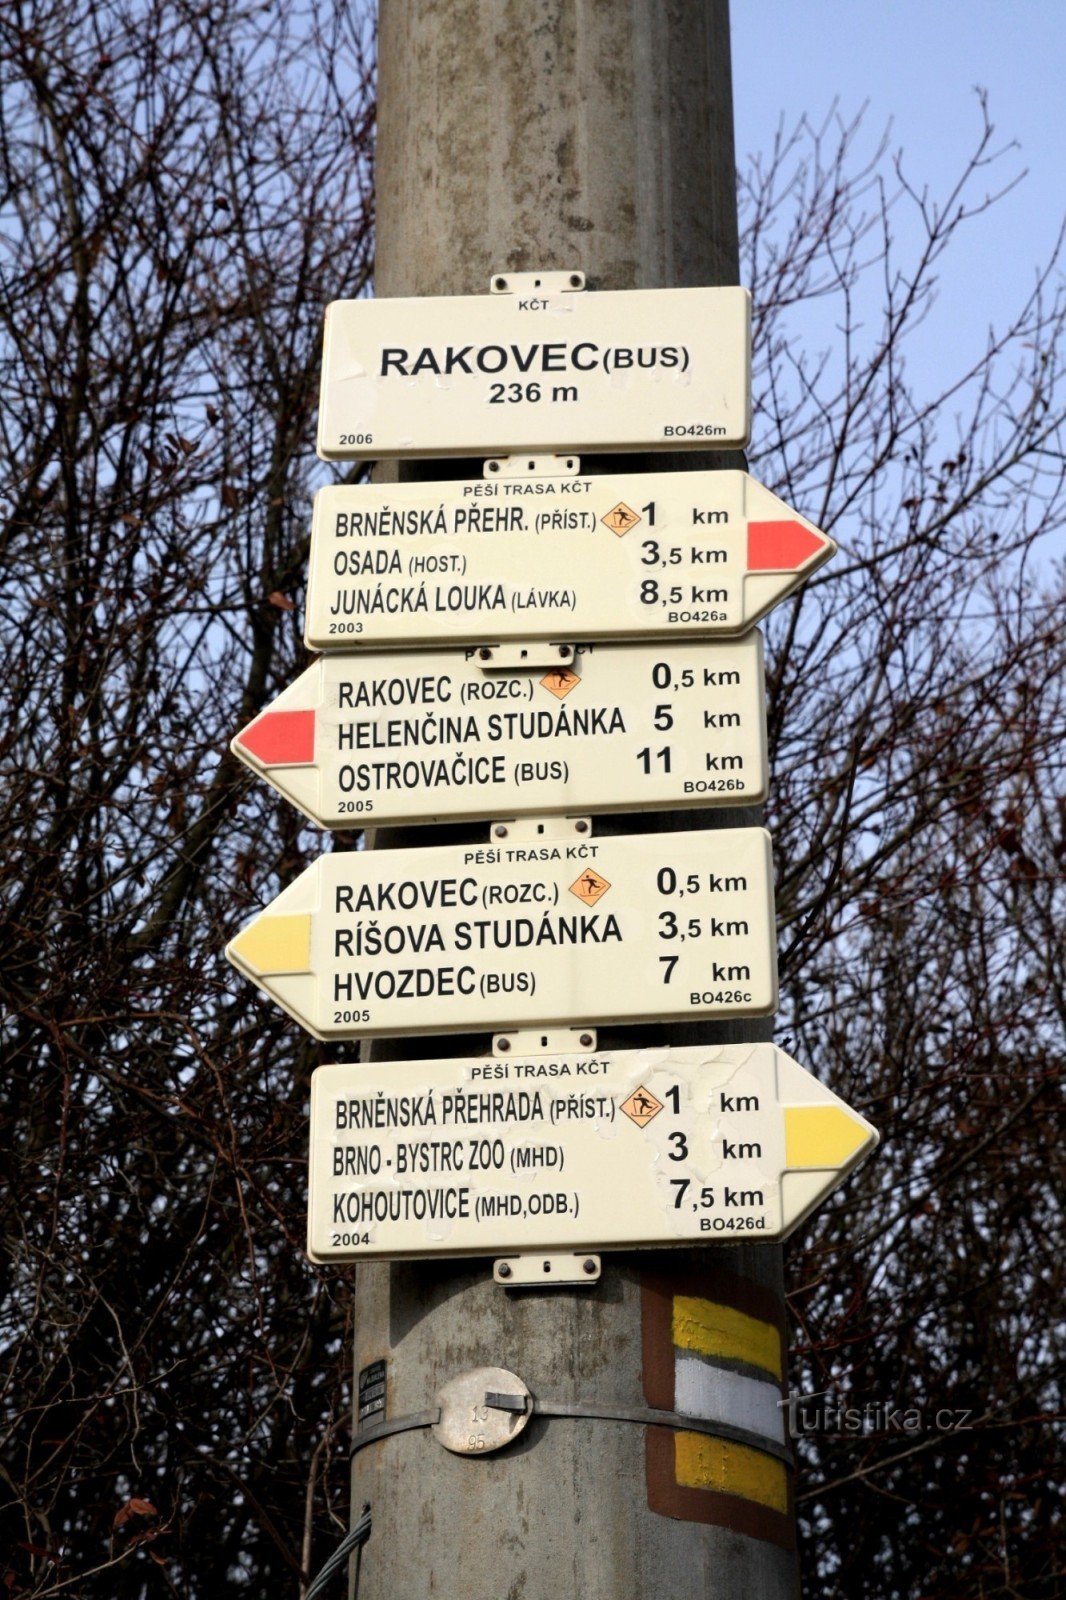 KČT
RAKOVEC (BUS)
236 m
2006 BO426m
PĚŠÍ TRASA KČT
BRNĚNSKÁ PŘEHR. (PŘÍST.) 1 km
OSADA (HOST.) 3,5 km
JUNÁCKÁ LOUKA (LÁVKA) 8,5 km
2003 BO426a
RAKOVEC (ROZC.) 0,5 km
HELENČINA STUDÁNKA 5 km
OSTROVAČICE (BUS) 11 km
2005 BO426b
PĚŠÍ TRASA KČT
RAKOVEC (ROZC.) 0,5 km
RÍŠOVA STUDÁNKA 3,5 km
HVOZDEC (BUS) 7 km
2005 BO426c
PĚŠÍ TRASA KČT
BRNĚNSKÁ PŘEHRADA (PŘÍST.) 1 km
BRNO - BYSTRC ZOO (MHD) 3 km
KOHOUTOVICE (MHD,ODB.) 7,5 km
2004 BO426d
13
95
Turistika.cz